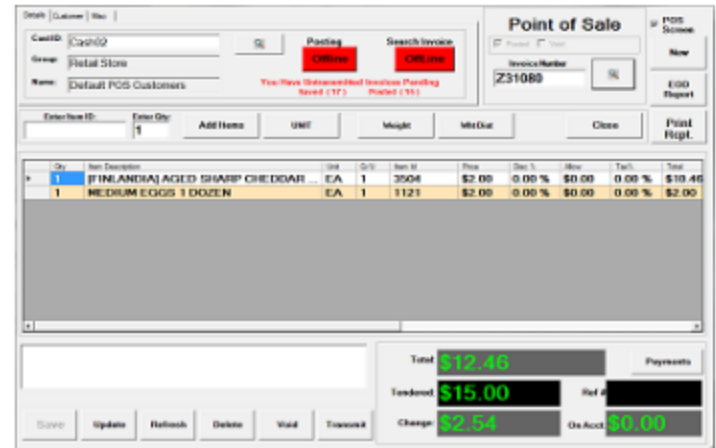 Details Customer Misc
Cust ID: Cash02
Group: Retail Store
Name: Default POS Customers
Posting
Offline
Search Invoice
OffLine
You Have Untransmitted Invoices Pending
Saved (17) Posted (15)
Point of Sale
Posted Void
Invoice Number
Z31080
POS
Screen
New
EOD
Report
Print
Rcpt.
Enter Item ID: Enter Qty:
1
Add Items UNIT Weight Close
Qty Item Description Unit Item Id Price Disc % Allow Tax% Total
1 [FINLANDIA] AGED SHARP CHEDDAR ... EA 1 3504 $2.00 0.00 % $0.00 0.00 % $10.46
1 MEDIUM EGGS 1 DOZEN EA 1 1121 $2.00 0.00 % $0.00 0.00 % $2.00
Total: $12.46 Payments
Tendered: $15.00 Ref #
Change: $2.54 On Acct: $0.00
Save Update Refresh Delete Void Transmit